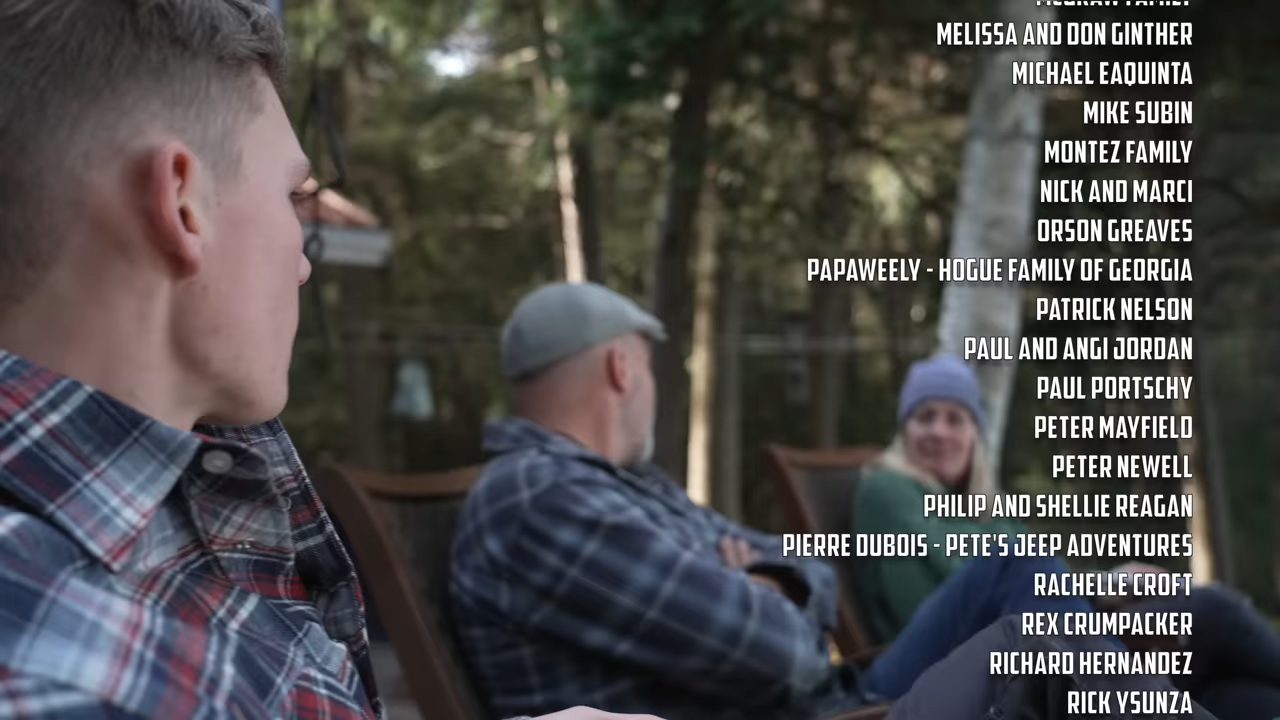 MCGRAW FAMILY
MELISSA AND DON GINTHER
MICHAEL EAQUINTA
MIKE SUBIN
MONTEZ FAMILY
NICK AND MARCI
ORSON GREAVES
PAPAWEELY - HOGUE FAMILY OF GEORGIA
PATRICK NELSON
PAUL AND ANGI JORDAN
PAUL PORTSCHY
PETER MAYFIELD
PETER NEWELL
PHILIP AND SHELLIE REAGAN
PIERRE DUBOIS - PETE'S JEEP ADVENTURES
RACHELLE CROFT
REX CRUMPACKER
RICHARD HERNANDEZ
RICK YSUNZA